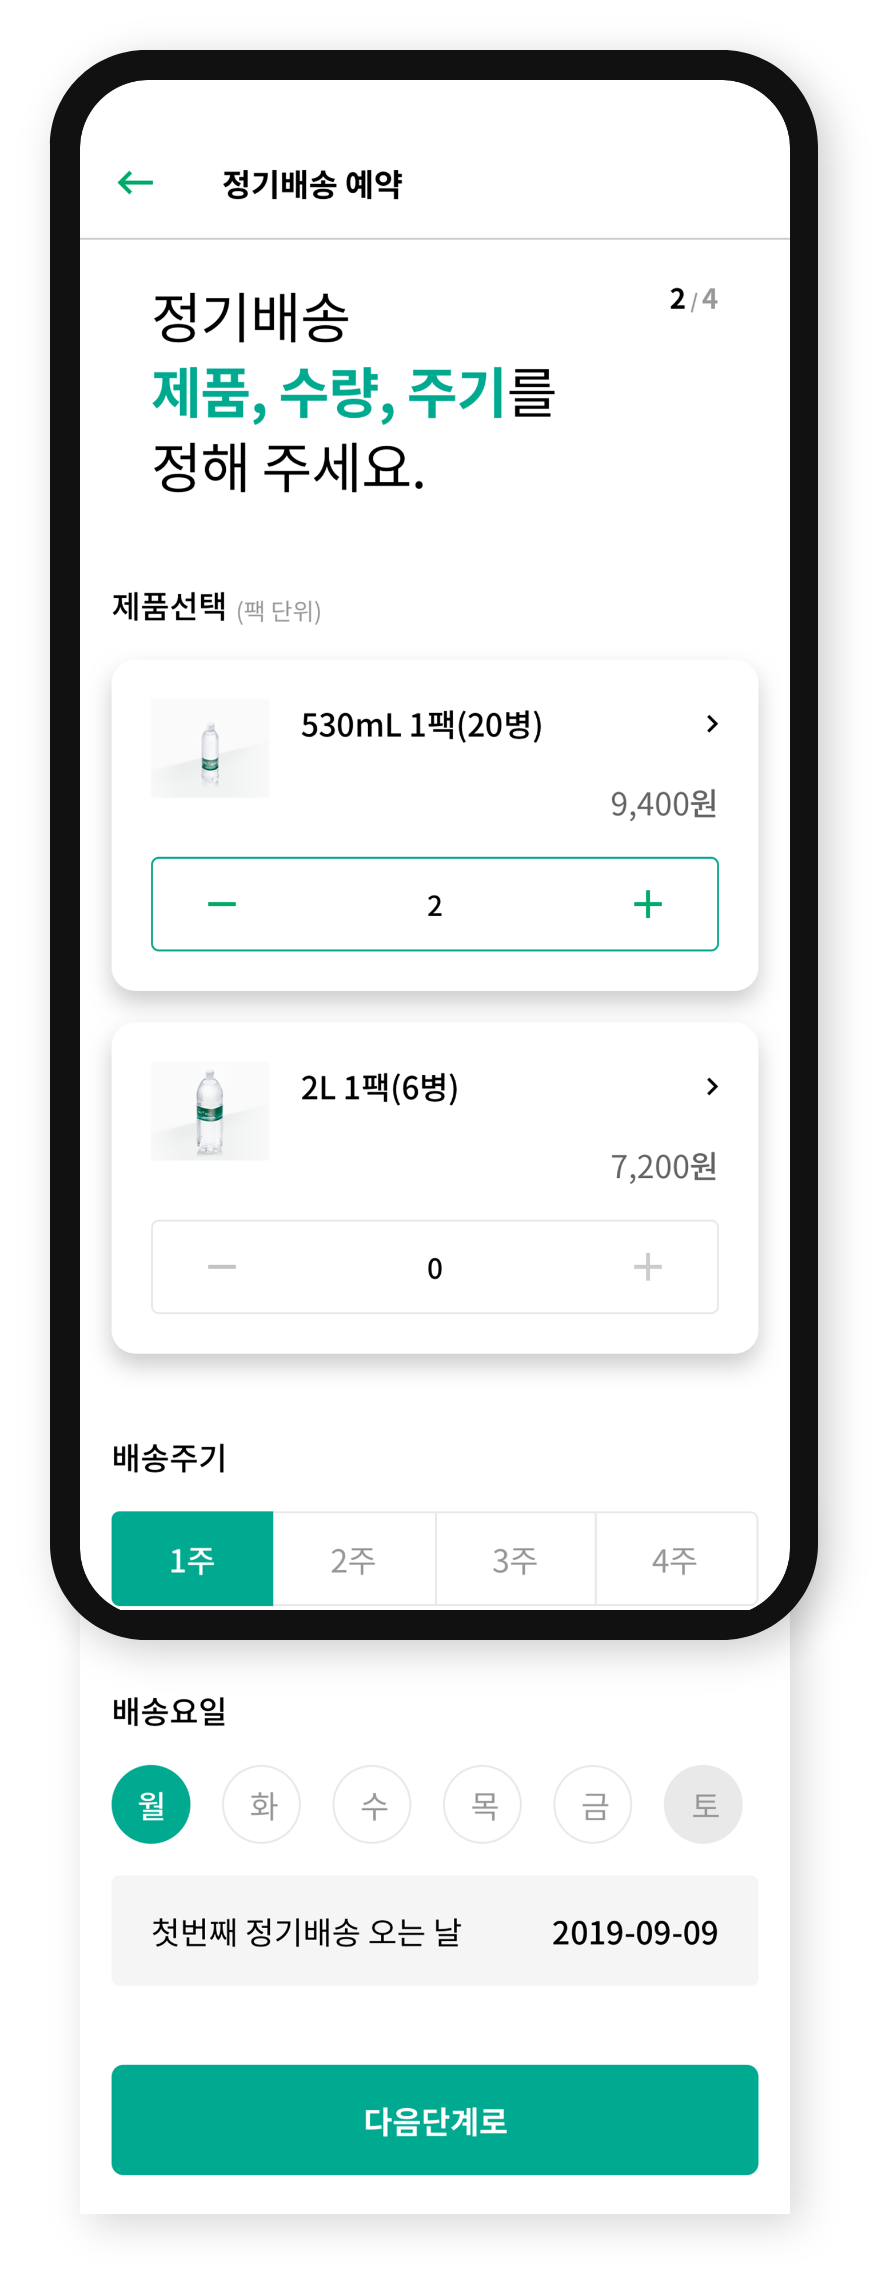 정기배송 예약
정기배송
2 / 4
제품, 수량, 주기를
정해 주세요.
제품선택 (팩 단위)
530mL 1팩(20병)
9,400원
2
2L 1팩(6병)
7,200원
0
배송주기
1주 2주 3주 4주
배송요일
월 화 수 목 금 토
첫번째 정기배송 오는 날 2019-09-09
다음단계로